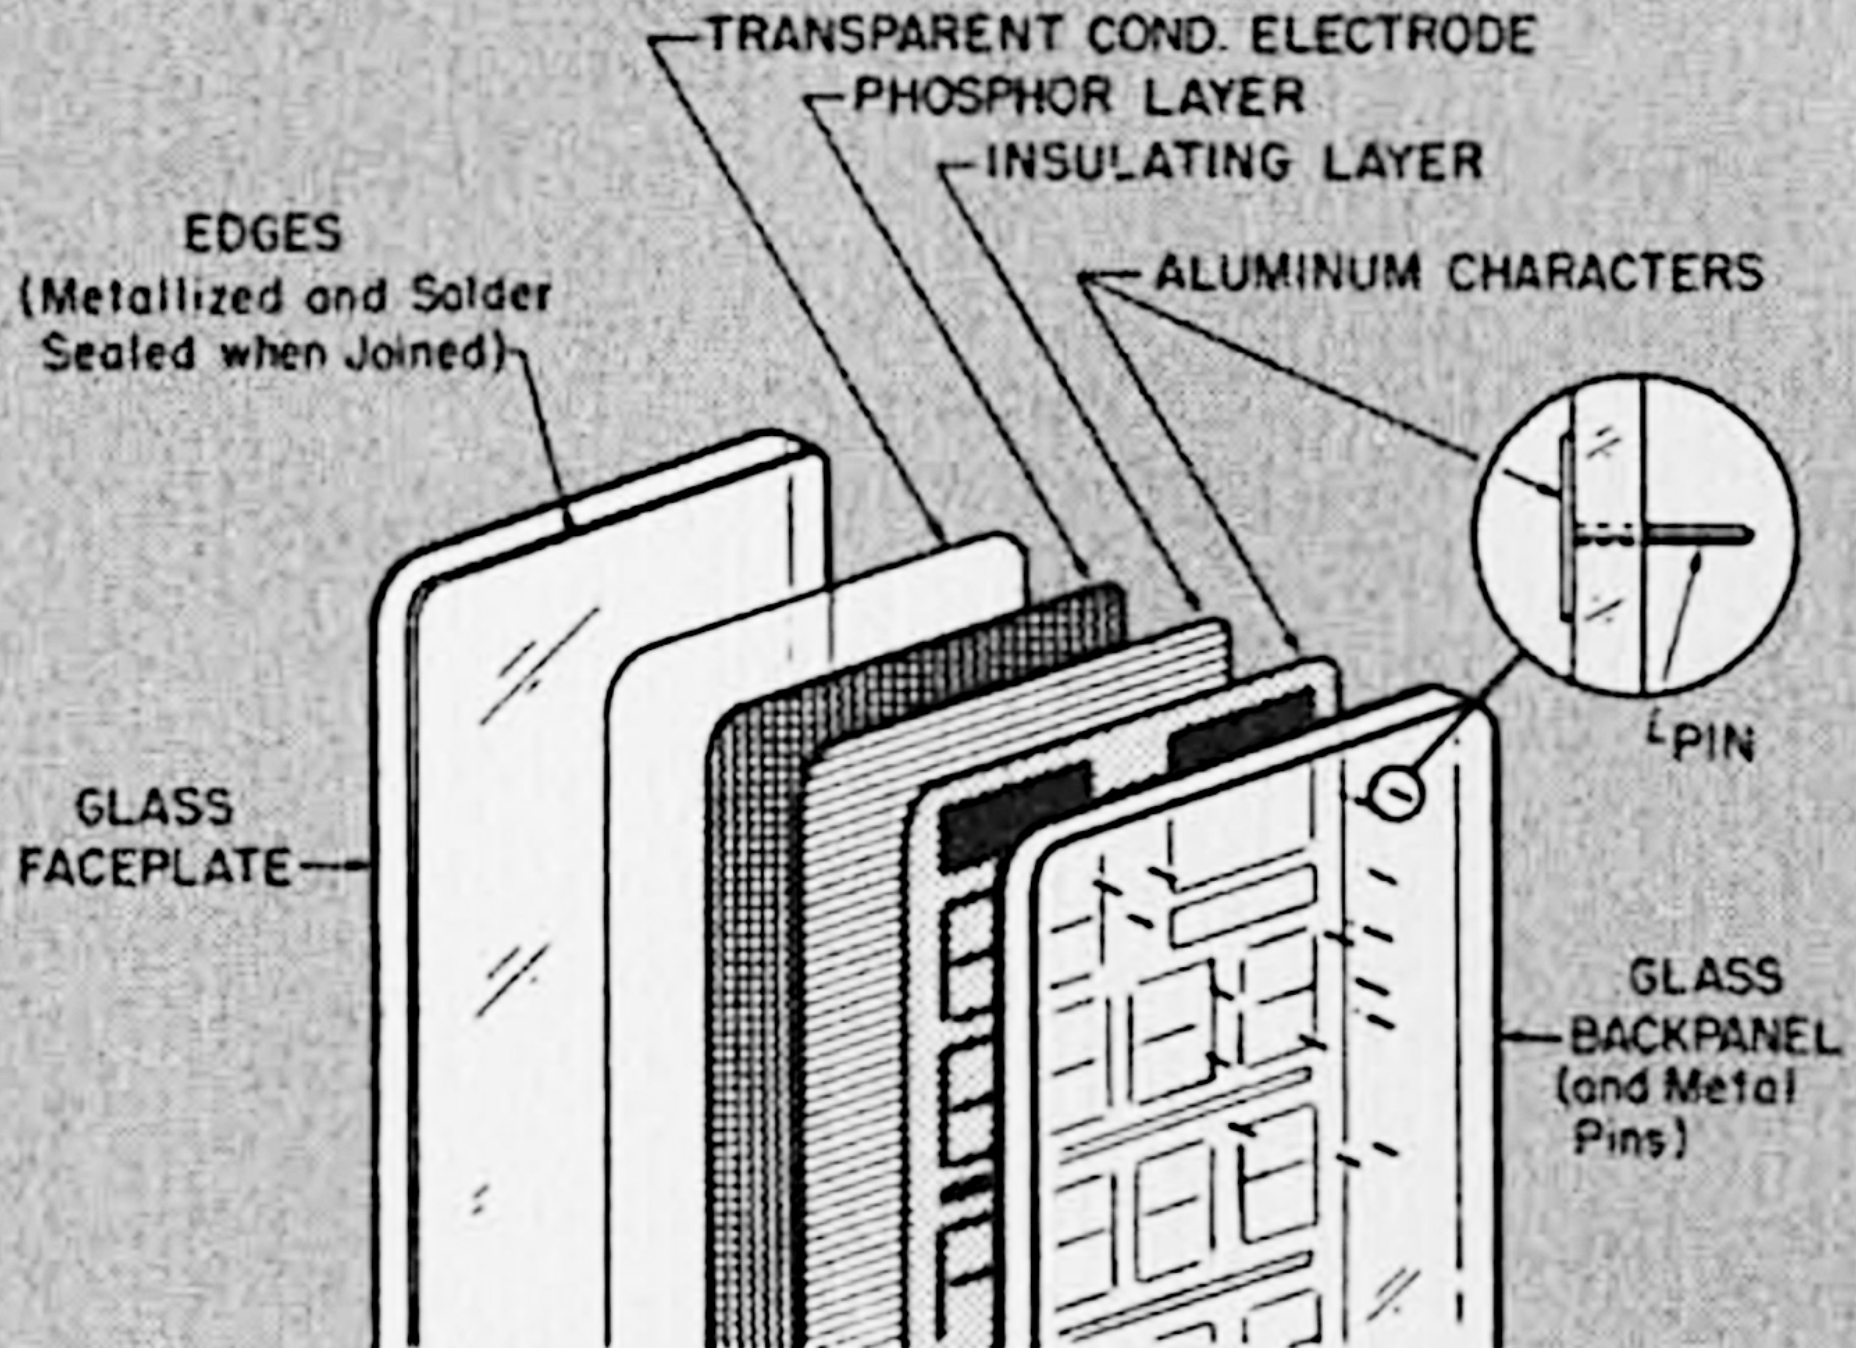 TRANSPARENT COND. ELECTRODE
PHOSPHOR LAYER
INSULATING LAYER
EDGES
(Metallized and Solder
Sealed when Joined)
ALUMINUM CHARACTERS
PIN
GLASS
FACEPLATE
GLASS
BACKPANEL
(and Metal
Pins)